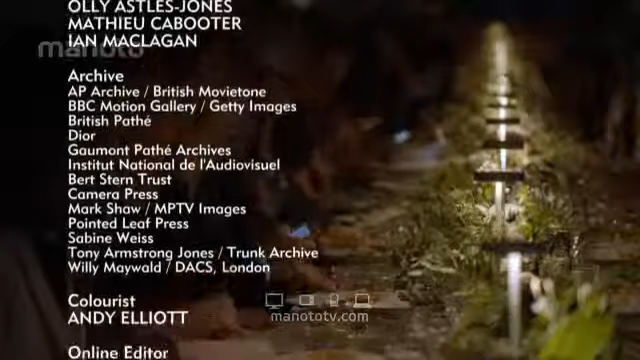 OLLY ASTLES-JONES
MATHIEU CABOOTER
IAN MACLAGAN
manoto
Archive
AP Archive / British Movietone
BBC Motion Gallery / Getty Images
British Pathé
Dior
Gaumont Pathé Archives
Institut National de l'Audiovisuel
Bert Stern Trust
Camera Press
Mark Shaw / MPTV Images
Pointed Leaf Press
Sabine Weiss
Tony Armstrong Jones / Trunk Archive
Willy Maywald / DACS, London
Colourist
ANDY ELLIOTT
manototv.com
Online Editor